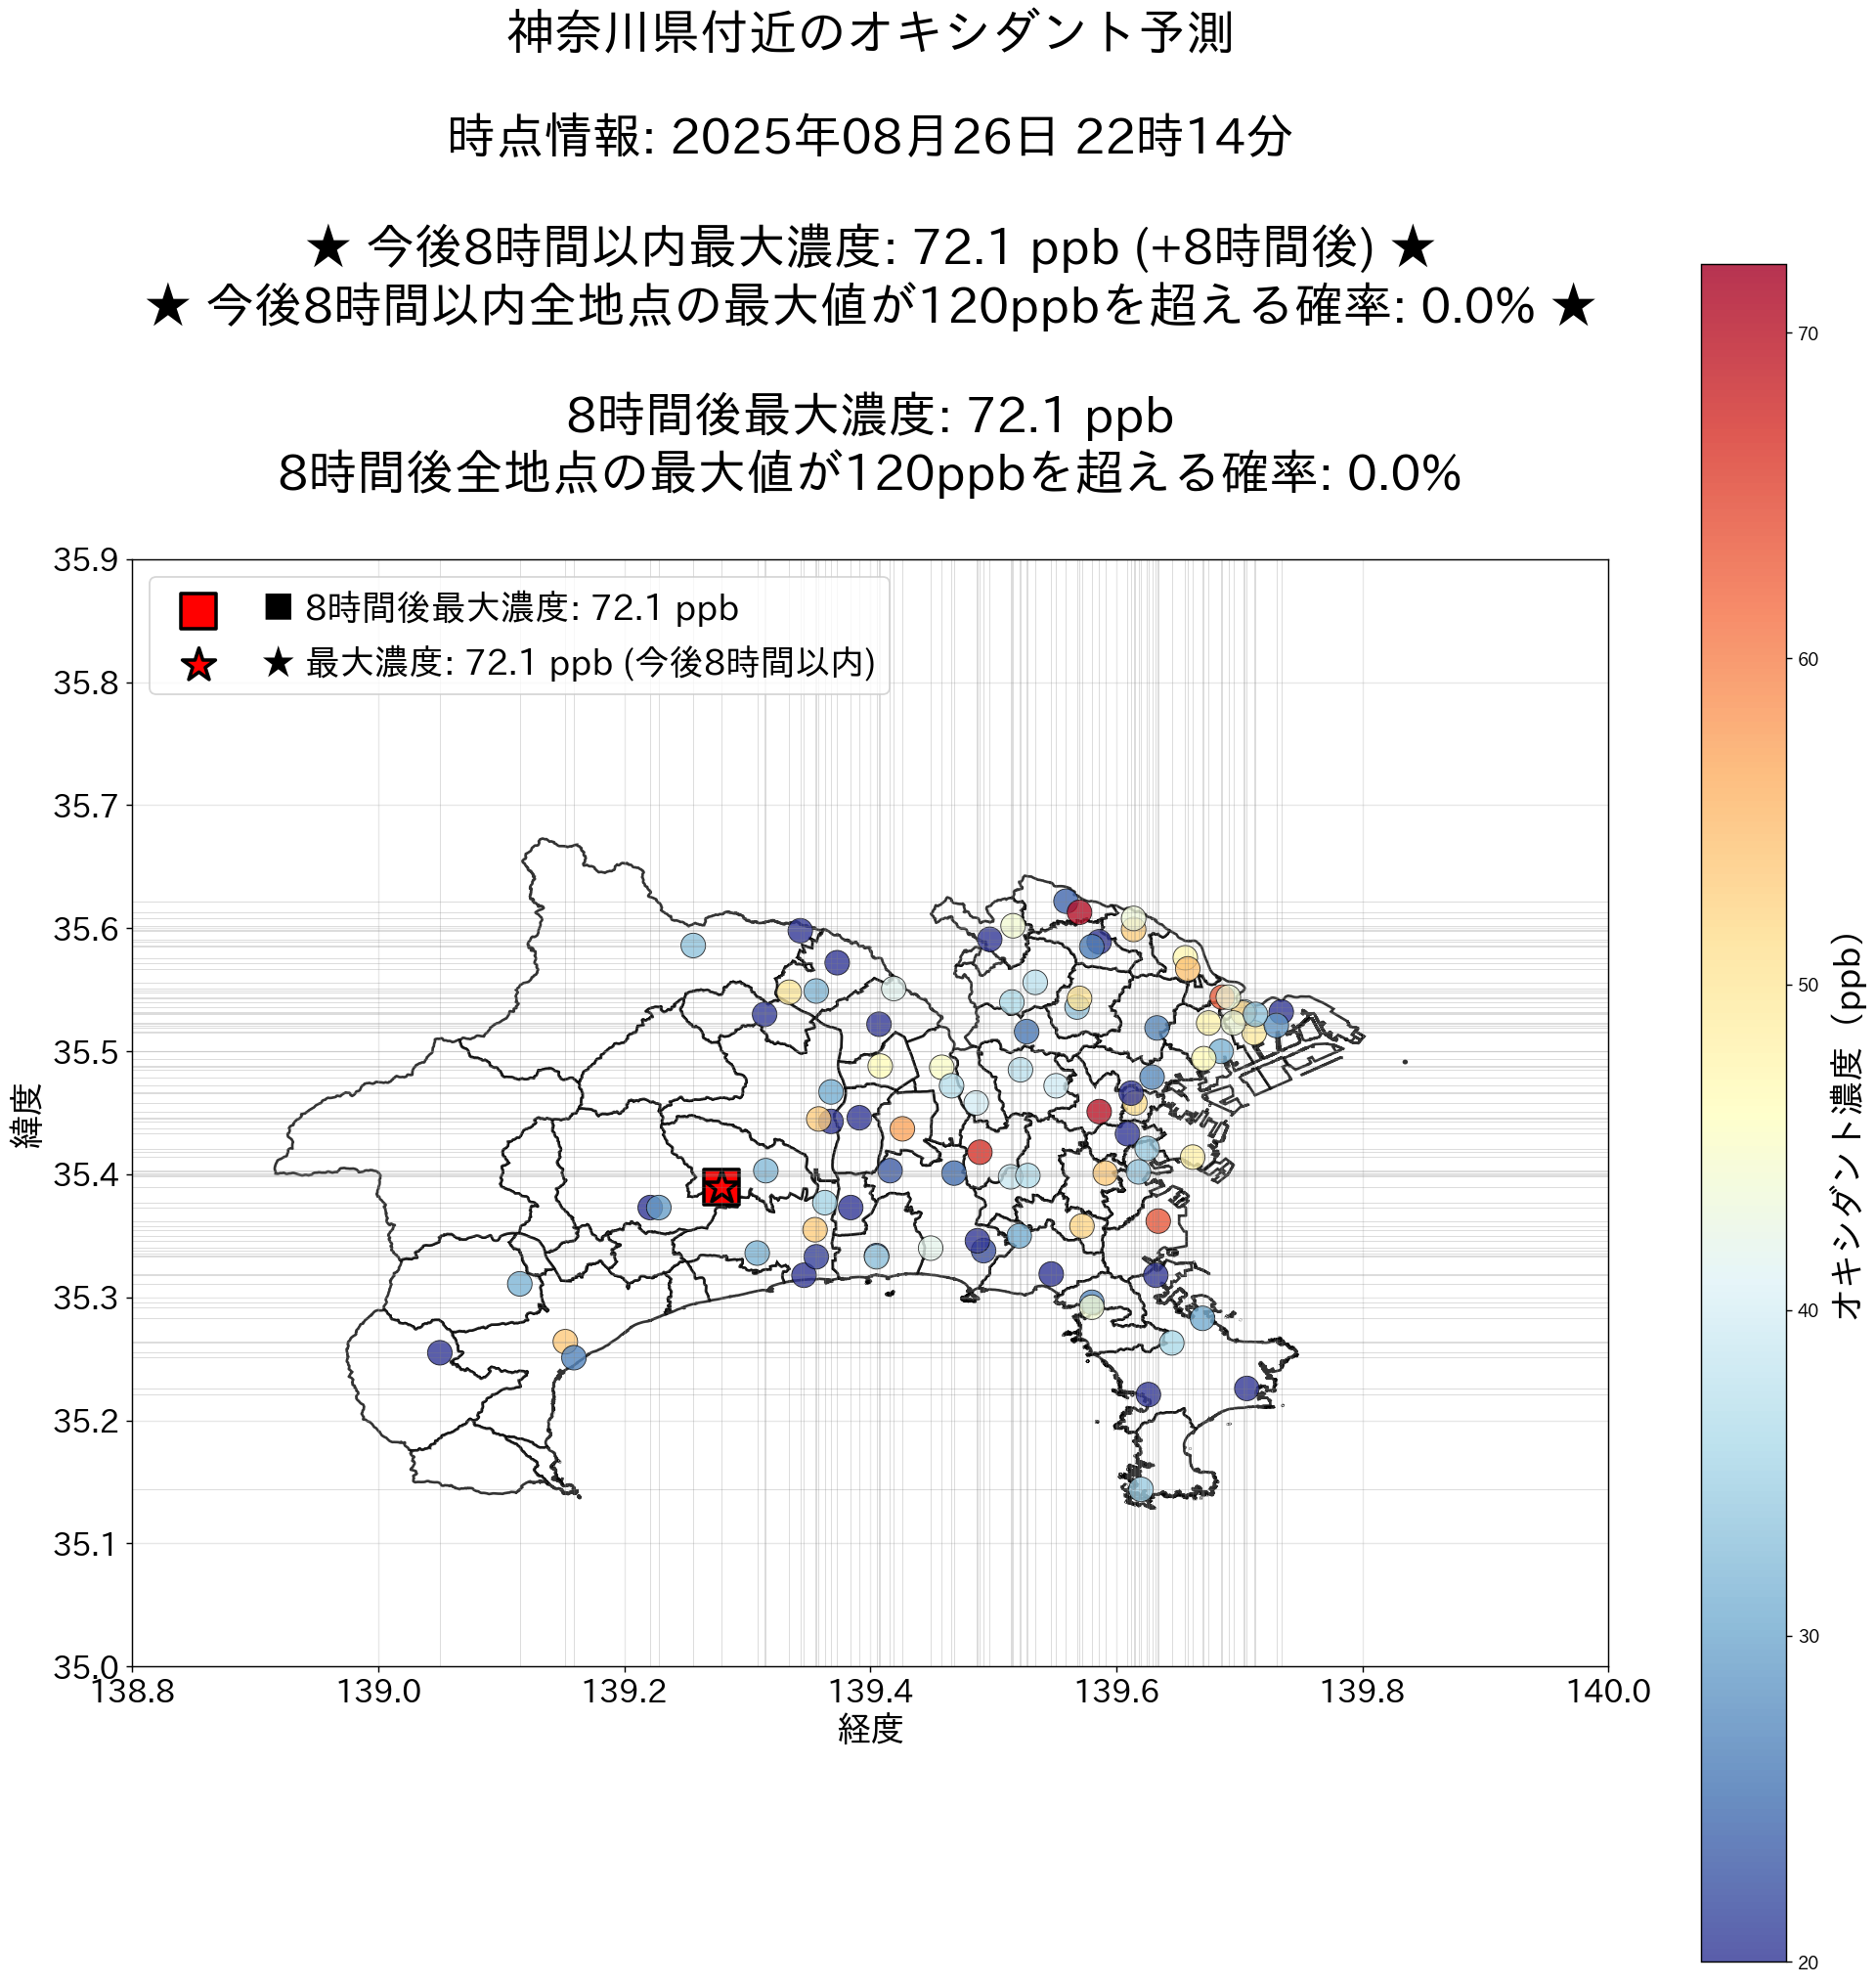 神奈川県付近のオキシダント予測
時点情報: 2025年08月26日 22時14分
★ 今後8時間以内最大濃度: 72.1 ppb (+8時間後) ★
★ 今後8時間以内全地点の最大値が120ppbを超える確率: 0.0% ★
8時間後最大濃度: 72.1 ppb
8時間後全地点の最大値が120ppbを超える確率: 0.0%
■ 8時間後最大濃度: 72.1 ppb
★ 最大濃度: 72.1 ppb (今後8時間以内)
35.9
35.8
35.7
35.6
35.5
35.4
35.3
35.2
35.1
35.0
緯度
138.8
139.0
139.2
139.4
139.6
139.8
140.0
経度
70
60
50
40
30
20
オキシダント濃度（ppb）